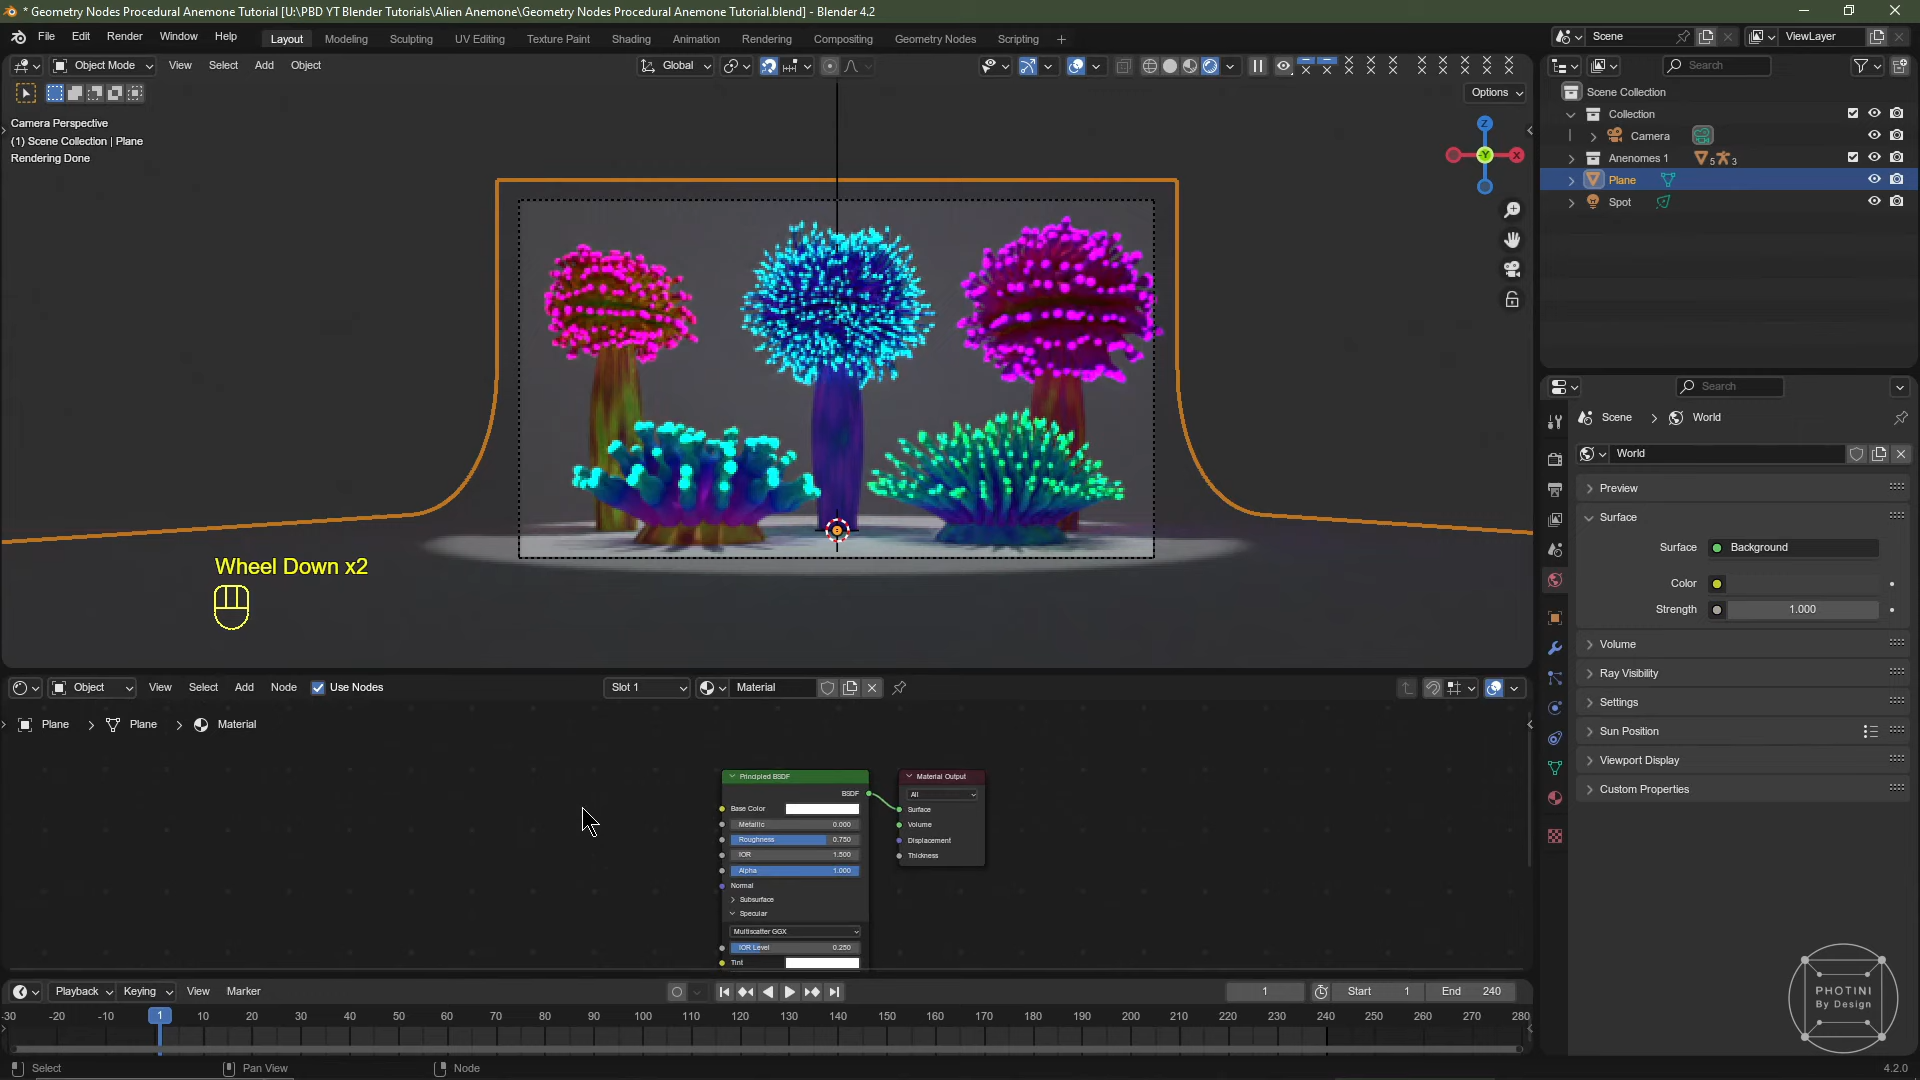 * Geometry Nodes Procedural Anemone Tutorial [U:\PBD YT Blender Tutorials\Alien Anemone\Geometry Nodes Procedural Anemone Tutorial.blend] - Blender 4.2
File Edit Render Window Help
Layout Modeling Sculpting UV Editing Texture Paint Shading Animation Rendering Compositing Geometry Nodes Scripting +
Scene
ViewLayer
Object Mode View Select Add Object
Global
Search
Options
Camera Perspective
(1) Scene Collection | Plane
Rendering Done
Z
X
-Y
Scene Collection
Collection
Camera
Anenomes 1 5 3
Plane
Spot
Wheel Down x2
Search
Scene > World
World
Preview
Surface
Surface Background
Color
Strength 1.000
Volume
Ray Visibility
Settings
Sun Position
Viewport Display
Custom Properties
Object View Select Add Node Use Nodes
Slot 1 Material
Plane > Plane > Material
Principled BSDF
BSDF
Base Color
Metallic 0.000
Roughness 0.750
IOR 1.500
Alpha 1.000
Normal
Subsurface
Specular
Multiscatter GGX
IOR Level 0.250
Tint
Material Output
All
Surface
Volume
Displacement
Thickness
Playback Keying View Marker
1 Start 1 End 240
-30 -20 -10 1 10 20 30 40 50 60 70 80 90 100 110 120 130 140 150 160 170 180 190 200 210 220 230 240 250 260 270 280
PHOTINI
By Design
Select Pan View Node
4.2.0